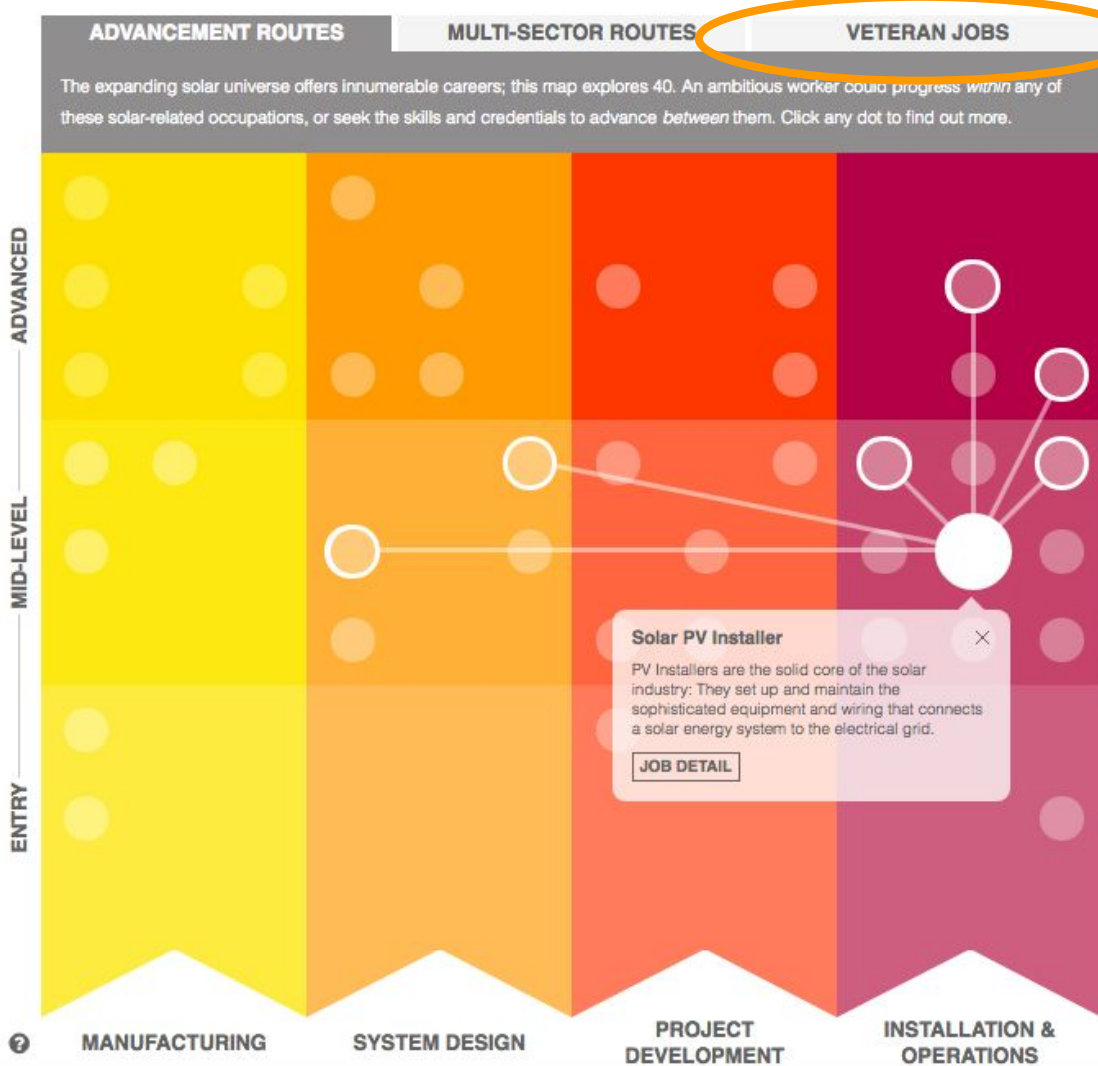 ADVANCEMENT ROUTES
MULTI-SECTOR ROUTES
VETERAN JOBS
The expanding solar universe offers innumerable careers; this map explores 40. An ambitious worker could progress within any of
these solar-related occupations, or seek the skills and credentials to advance between them. Click any dot to find out more.
ADVANCED
MID-LEVEL
ENTRY
Solar PV Installer
PV Installers are the solid core of the solar
industry: They set up and maintain the
sophisticated equipment and wiring that connects
a solar energy system to the electrical grid.
JOB DETAIL
?
MANUFACTURING
SYSTEM DESIGN
PROJECT
DEVELOPMENT
INSTALLATION &
OPERATIONS